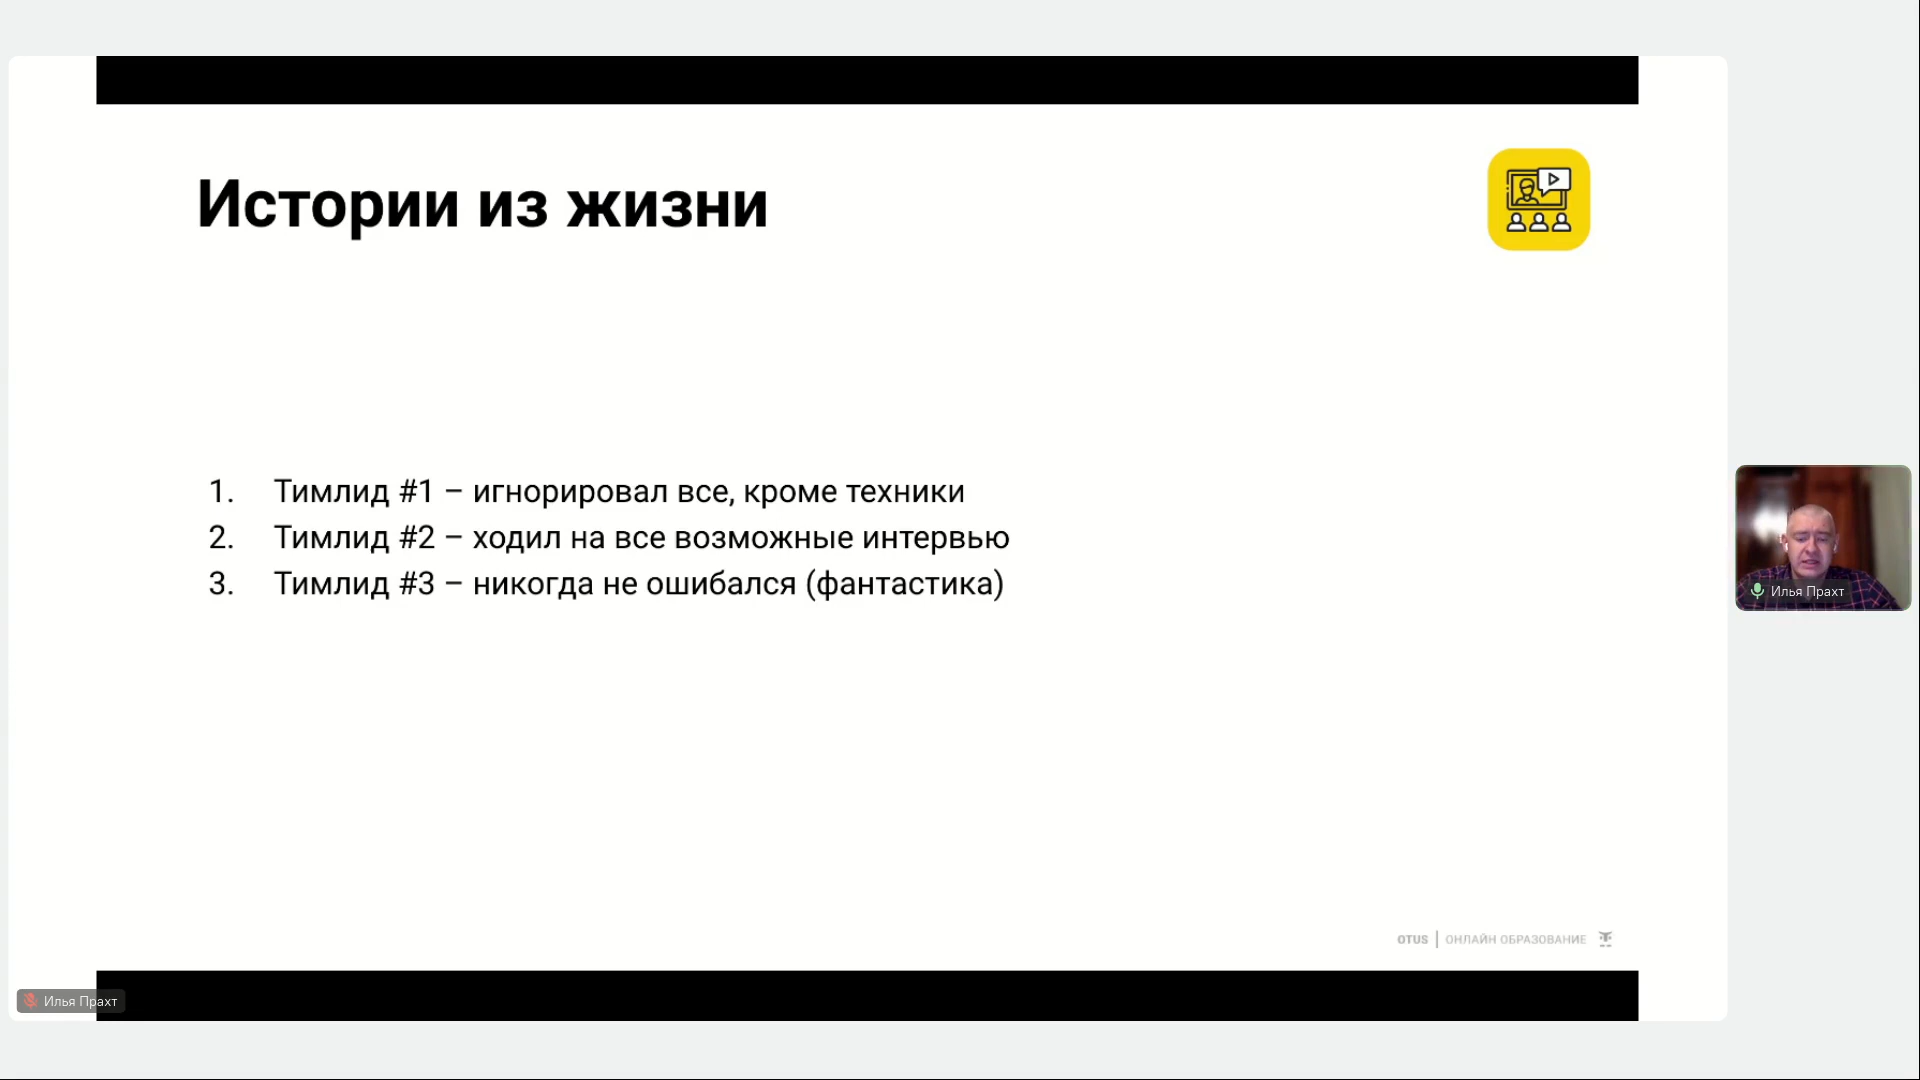 Истории из жизни
1. Тимлид #1 – игнорировал все, кроме техники
2. Тимлид #2 – ходил на все возможные интервью
3. Тимлид #3 – никогда не ошибался (фантастика)
Илья Прахт
OTUS | ОНЛАЙН ОБРАЗОВАНИЕ
Илья Прахт